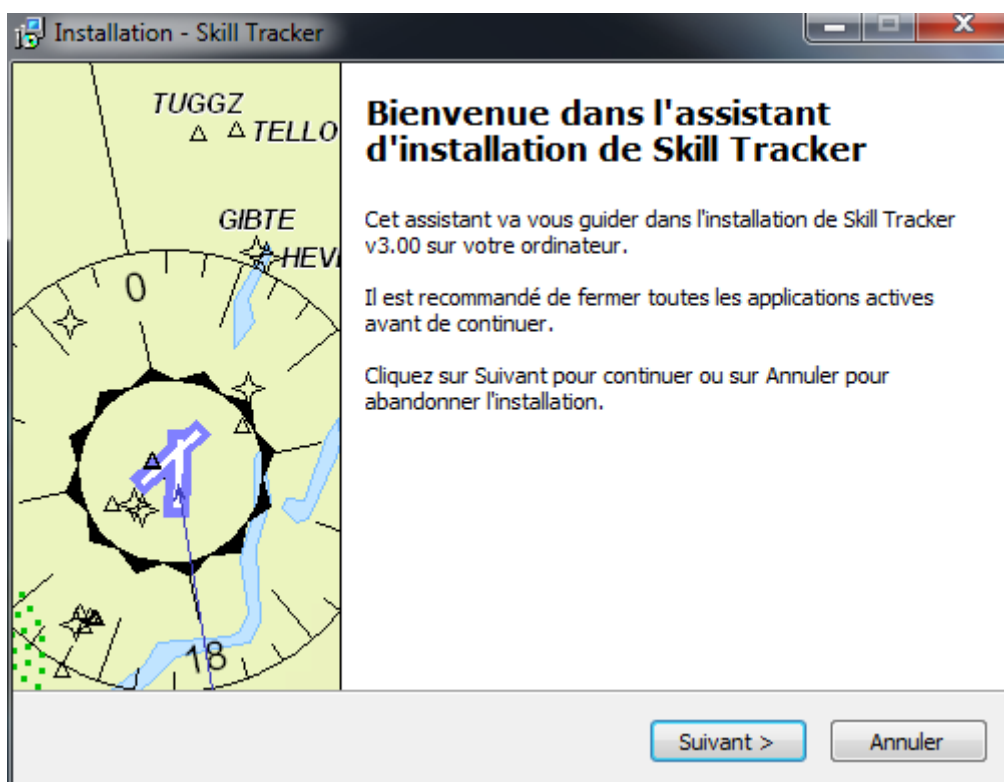 Installation - Skill Tracker
TUGGZ
TELLO
GIBTE
HEVI
0
18
Bienvenue dans l'assistant
d'installation de Skill Tracker
Cet assistant va vous guider dans l'installation de Skill Tracker
v3.00 sur votre ordinateur.
Il est recommandé de fermer toutes les applications actives
avant de continuer.
Cliquez sur Suivant pour continuer ou sur Annuler pour
abandonner l'installation.
Suivant >
Annuler